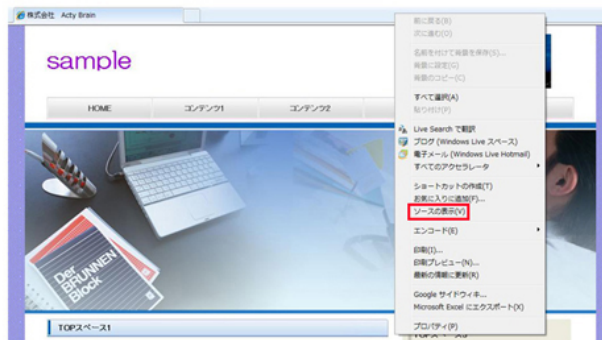 株式会社 Acty Brain
sample
HOME
コンテンツ1
コンテンツ2
Der
BRUNNEN
Block
TOPスペース1
前に戻る(B)
次に進む(O)
名前を付けて背景を保存(S)...
背景に設定(G)
背景のコピー(C)
すべて選択(A)
貼り付け(P)
Live Search で翻訳
ブログ (Windows Live スペース)
電子メール (Windows Live Hotmail)
すべてのアクセラレータ
ショートカットの作成(T)
お気に入りに追加(F)...
ソースの表示(V)
エンコード(E)
印刷(I)...
印刷プレビュー(N)...
最新の情報に更新(R)
Google サイドウィキ...
Microsoft Excel にエクスポート(X)
プロパティ(P)